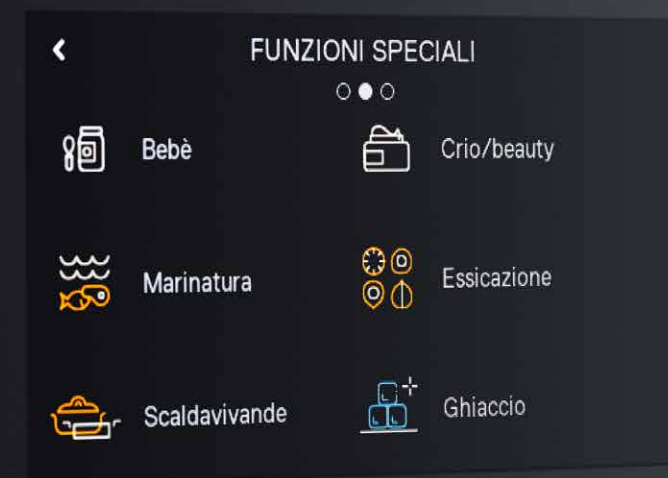 FUNZIONI SPECIALI
Bebè
Crio/beauty
Marinatura
Essicazione
Scaldavivande
Ghiaccio